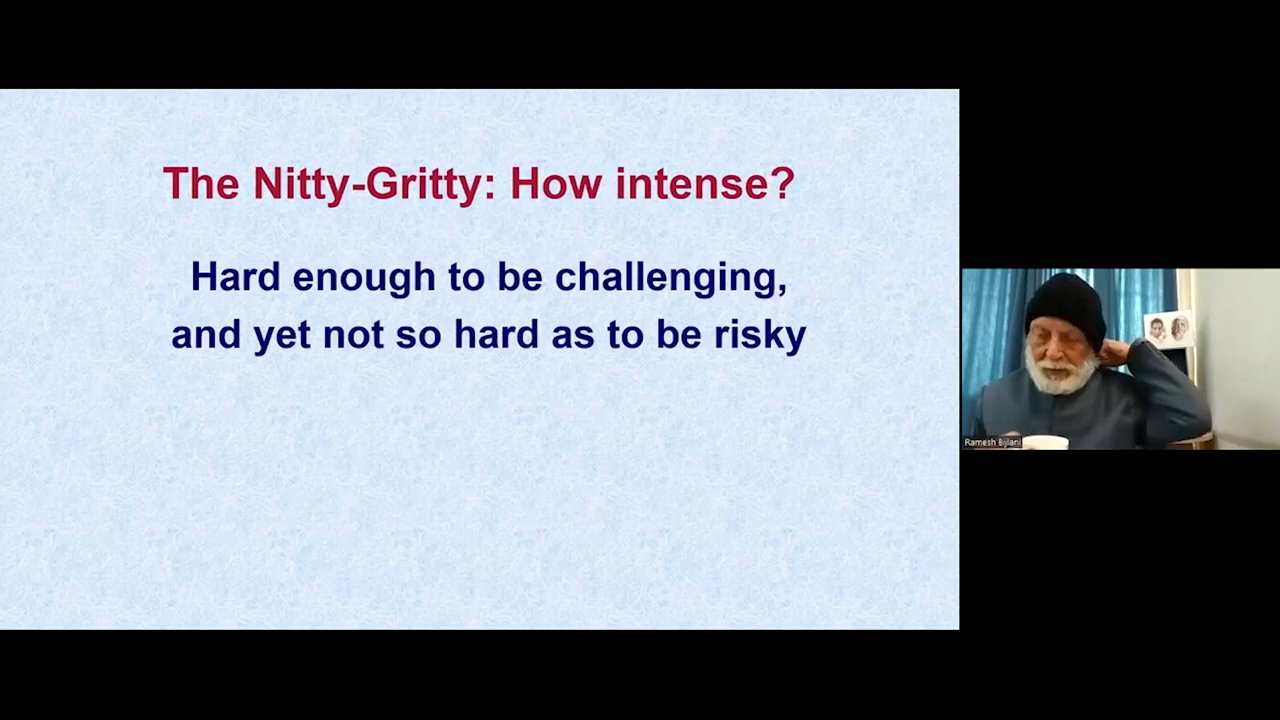 The Nitty-Gritty: How intense?
Hard enough to be challenging,
and yet not so hard as to be risky
Ramesh Bijlani